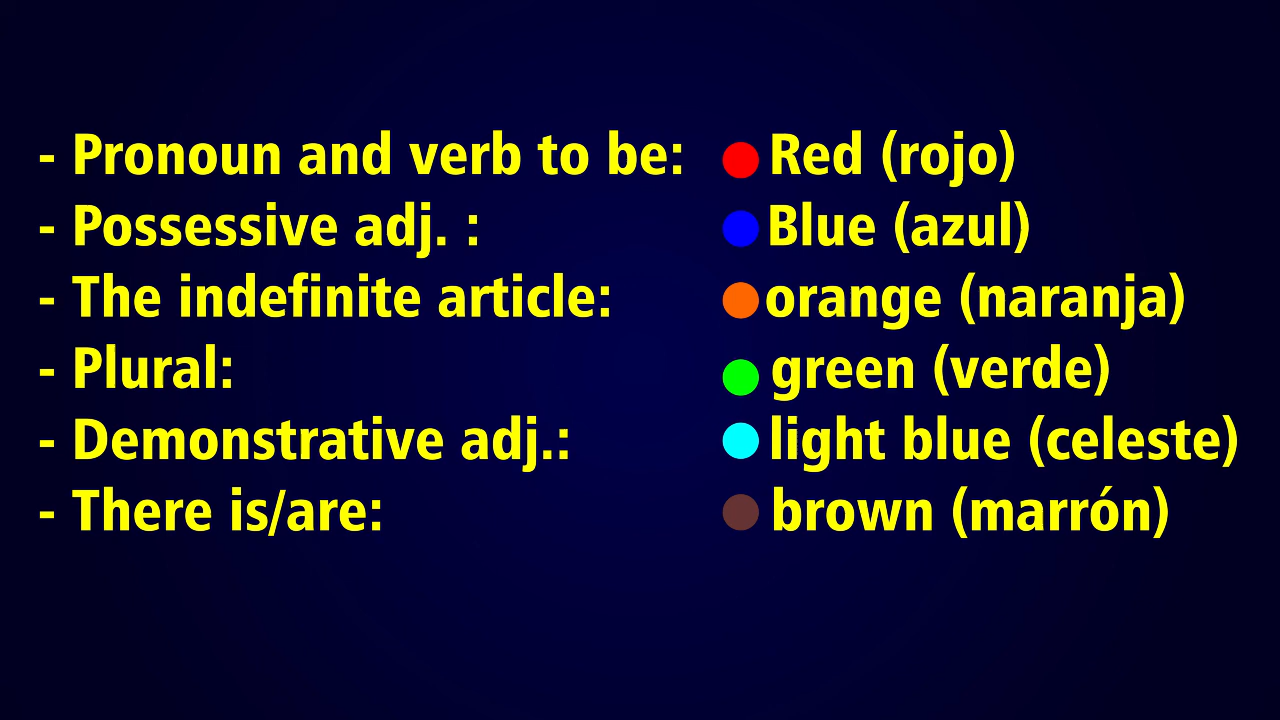 - Pronoun and verb to be: Red (rojo)
- Possessive adj. : Blue (azul)
- The indefinite article: orange (naranja)
- Plural: green (verde)
- Demonstrative adj.: light blue (celeste)
- There is/are: brown (marrón)